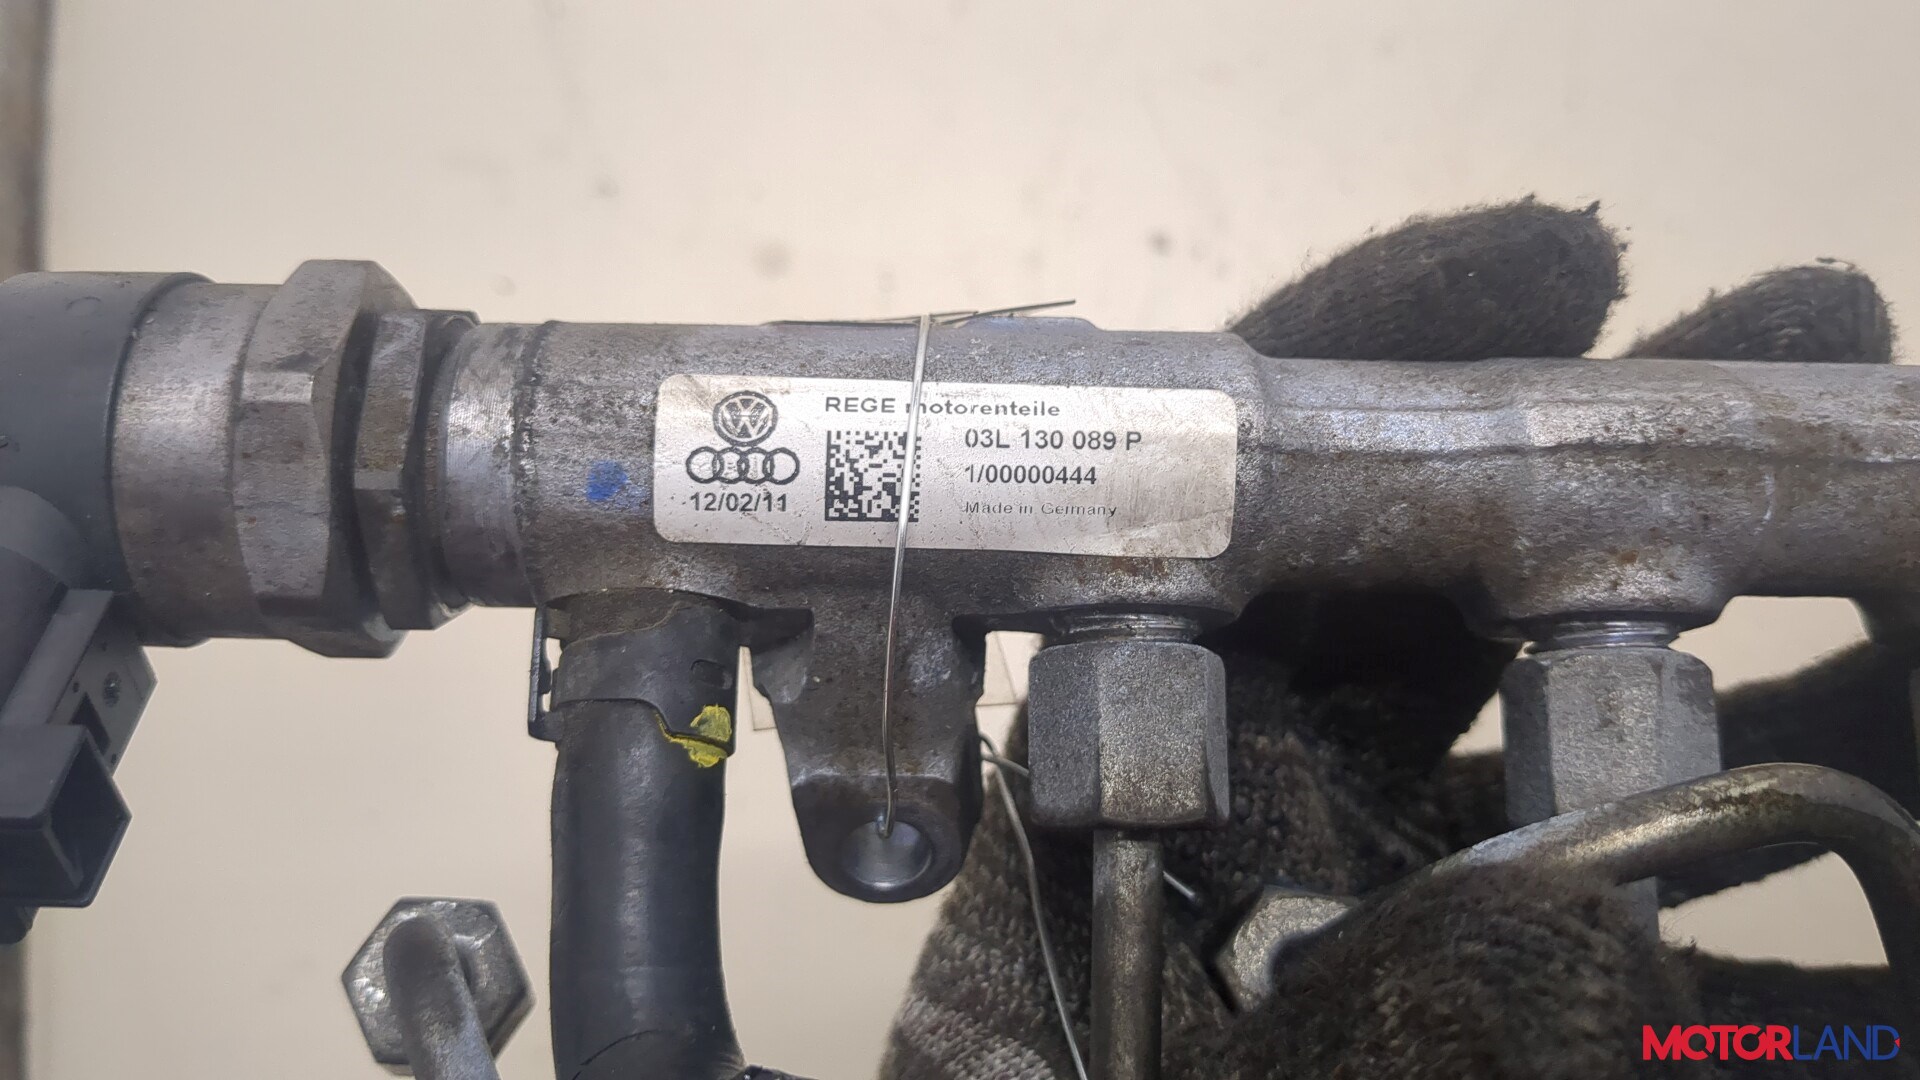 REGE motorenteile
03L 130 089 P
1/00000444
Made in Germany
12/02/11
MOTORLAND